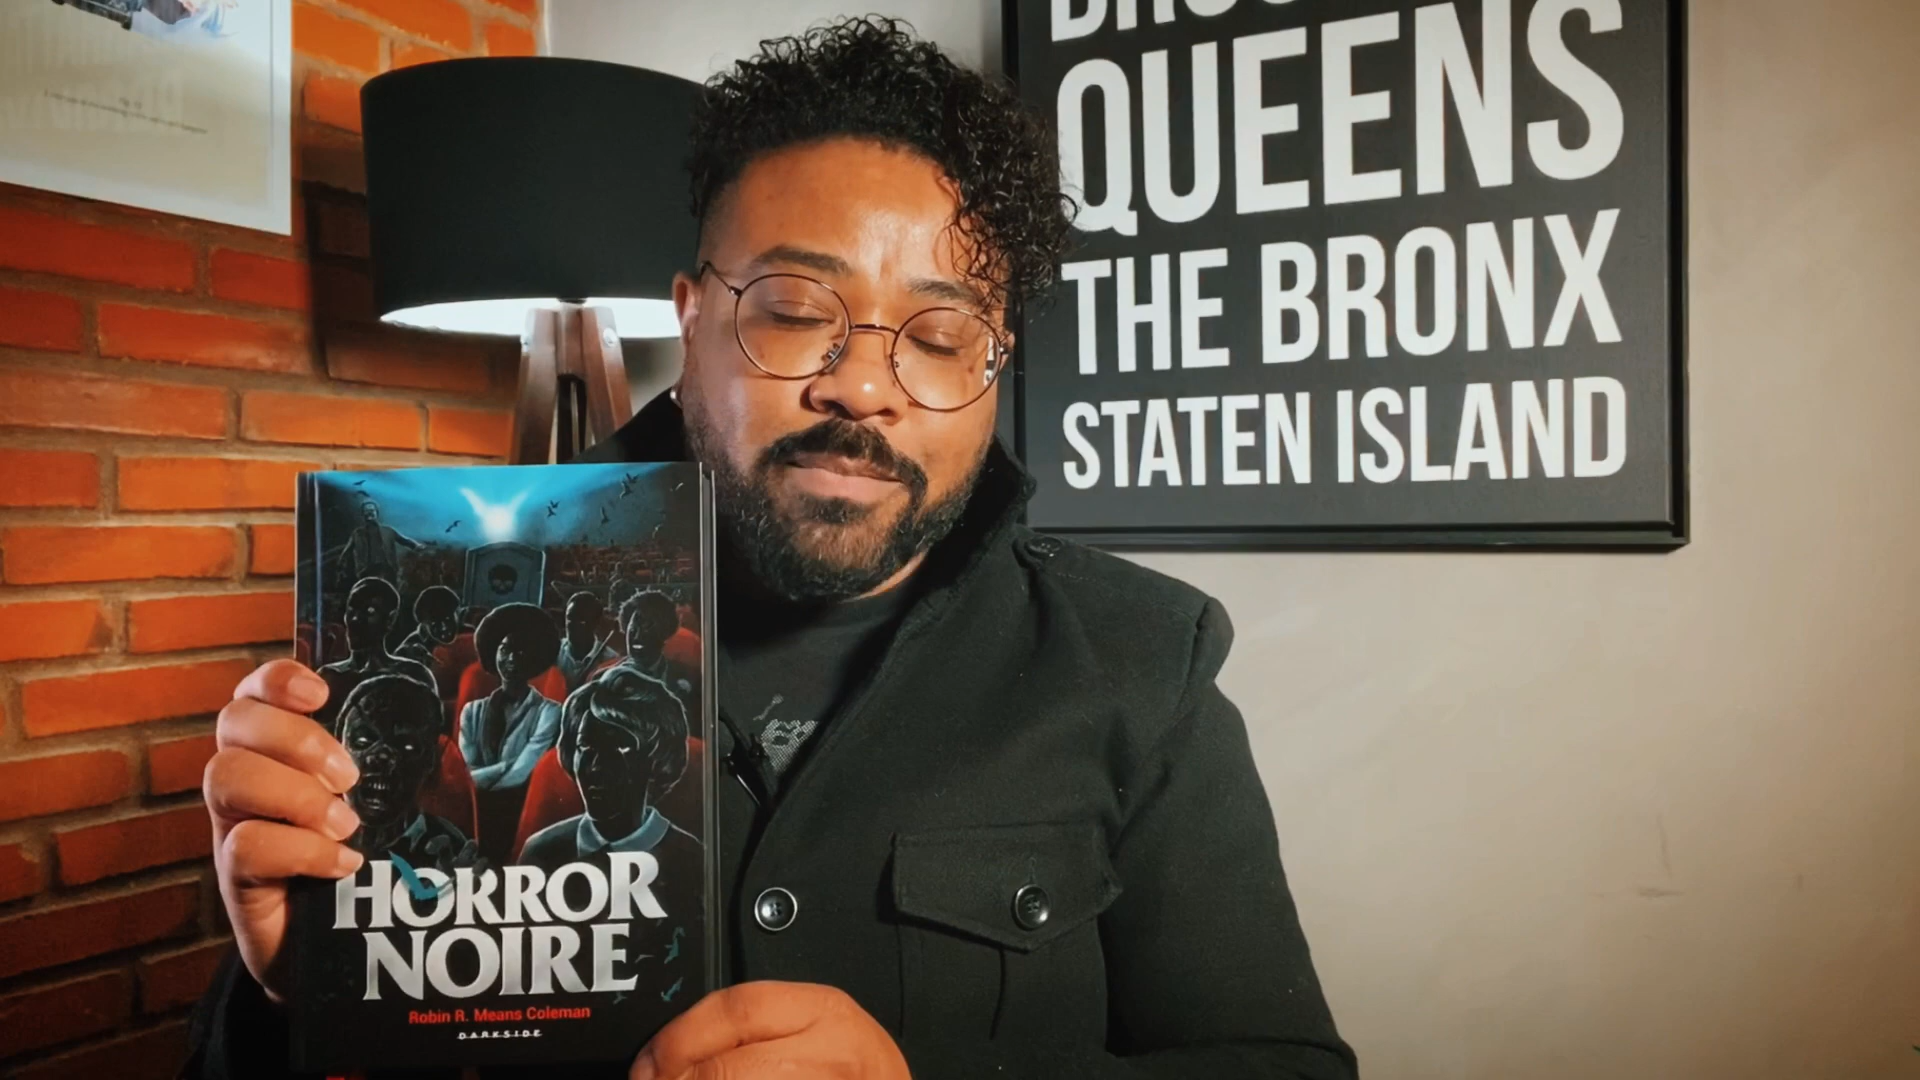 QUEENS
THE BRONX
STATEN ISLAND
HORROR
NOIRE
Robin R. Means Coleman
DARKSIDE